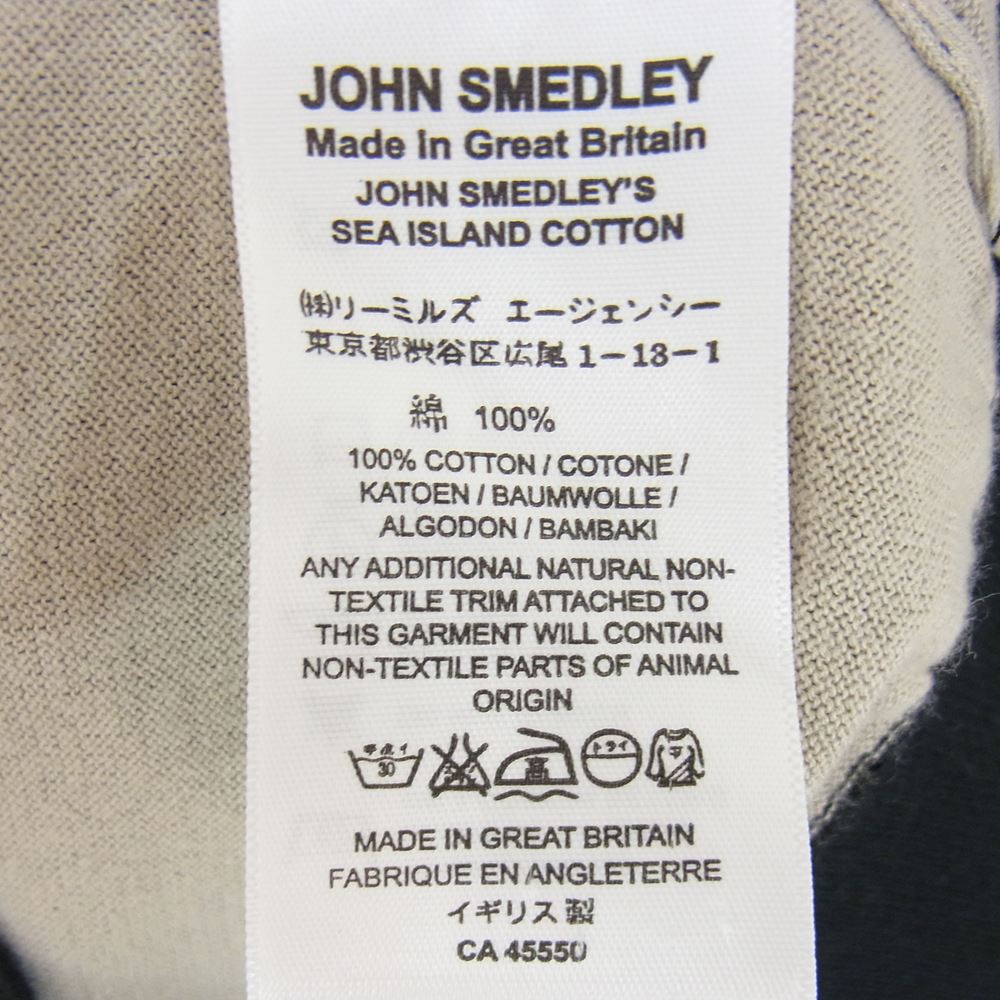 JOHN SMEDLEY
Made in Great Britain
JOHN SMEDLEY'S
SEA ISLAND COTTON
㈱リーミルズ エージェンシー
東京都渋谷区広尾1-18-1
綿 100%
100% COTTON / COTONE /
KATOEN / BAUMWOLLE /
ALGODON / BAMBAKI
ANY ADDITIONAL NATURAL NON-
TEXTILE TRIM ATTACHED TO
THIS GARMENT WILL CONTAIN
NON-TEXTILE PARTS OF ANIMAL
ORIGIN
30 高 ドライ
MADE IN GREAT BRITAIN
FABRIQUE EN ANGLETERRE
イギリス製
CA 45550